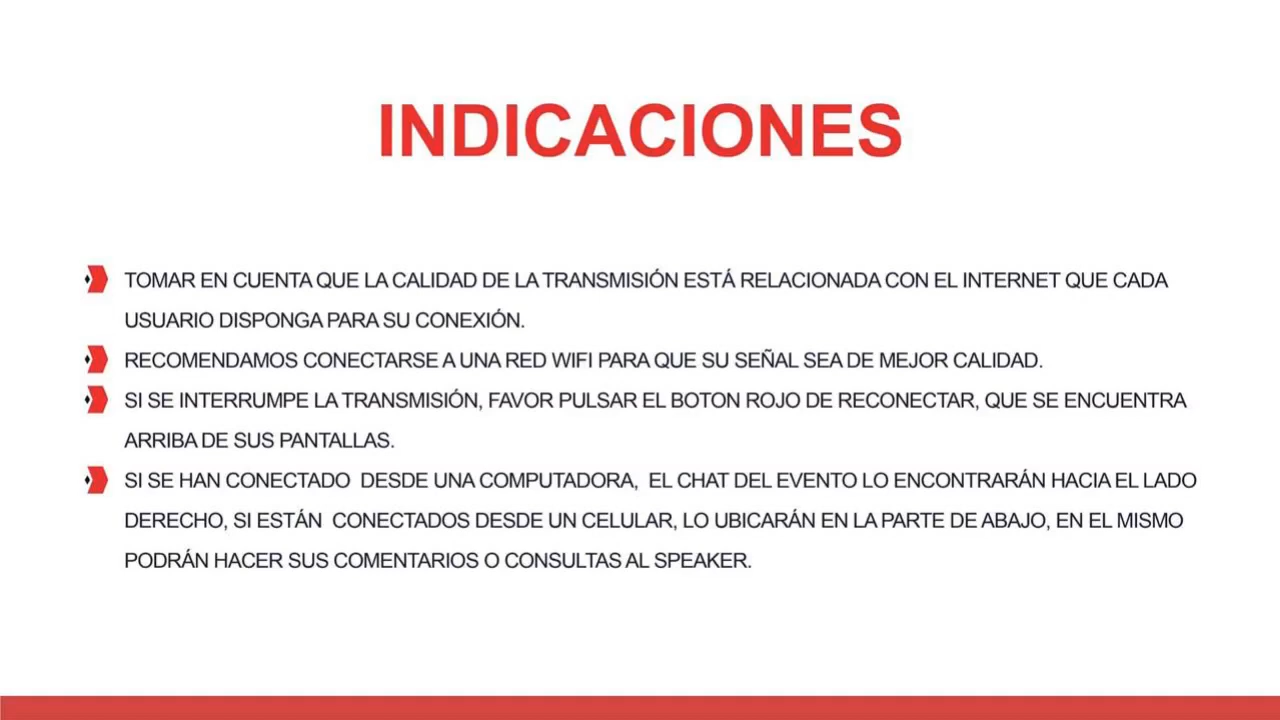 INDICACIONES
TOMAR EN CUENTA QUE LA CALIDAD DE LA TRANSMISIÓN ESTÁ RELACIONADA CON EL INTERNET QUE CADA
USUARIO DISPONGA PARA SU CONEXIÓN.
RECOMENDAMOS CONECTARSE A UNA RED WIFI PARA QUE SU SEÑAL SEA DE MEJOR CALIDAD.
SI SE INTERRUMPE LA TRANSMISIÓN, FAVOR PULSAR EL BOTON ROJO DE RECONECTAR, QUE SE ENCUENTRA
ARRIBA DE SUS PANTALLAS.
SI SE HAN CONECTADO DESDE UNA COMPUTADORA, EL CHAT DEL EVENTO LO ENCONTRARÁN HACIA EL LADO
DERECHO, SI ESTÁN CONECTADOS DESDE UN CELULAR, LO UBICARÁN EN LA PARTE DE ABAJO, EN EL MISMO
PODRÁN HACER SUS COMENTARIOS O CONSULTAS AL SPEAKER.